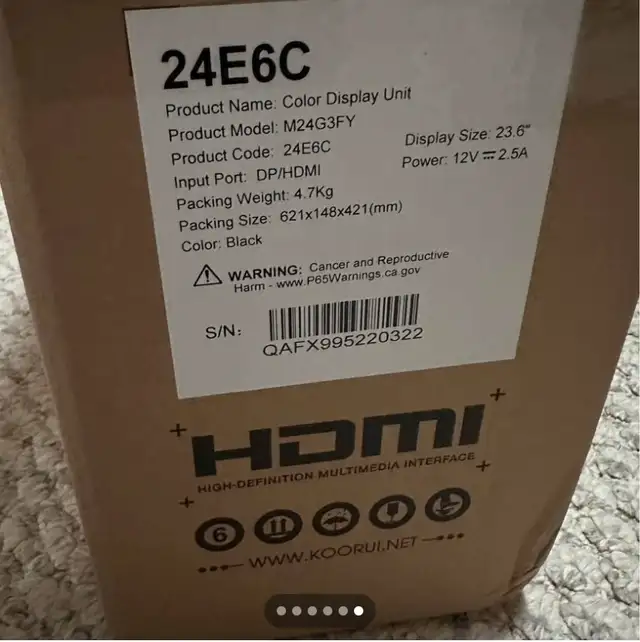 24E6C
Product Name: Color Display Unit
Product Model: M24G3FY
Product Code: 24E6C
Display Size: 23.6"
Input Port: DP/HDMI
Power: 12V ⎓ 2.5A
Packing Weight: 4.7Kg
Packing Size: 621x148x421(mm)
Color: Black
WARNING: Cancer and Reproductive
Harm - www.P65Warnings.ca.gov
S/N:
QAFX995220322
HDMI
HIGH-DEFINITION MULTIMEDIA INTERFACE
6
WWW.KOORUI.NET